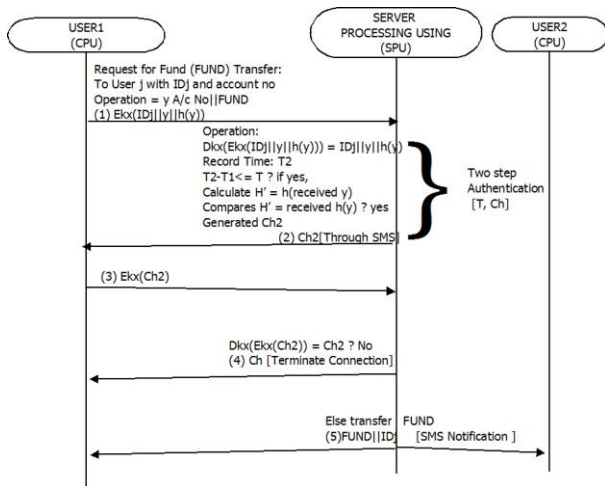 USER1
(CPU)
SERVER
PROCESSING USING
(SPU)
USER2
(CPU)
Request for Fund (FUND) Transfer:
To User j with IDj and account no
Operation = y A/c No||FUND
(1) Ekx(IDj||y||h(y))
Operation:
Dkx(Ekx(IDj||y||h(y))) = IDj||y||h(y)
Record Time: T2
T2-T1<= T ? if yes,
Calculate H' = h(received y)
Compares H' = received h(y) ? yes
Generated Ch2
(2) Ch2[Through SMS]
Two step
Authentication
[T, Ch]
(3) Ekx(Ch2)
Dkx(Ekx(Ch2)) = Ch2 ? No
(4) Ch [Terminate Connection]
Else transfer FUND
(5)FUND||IDj [SMS Notification ]